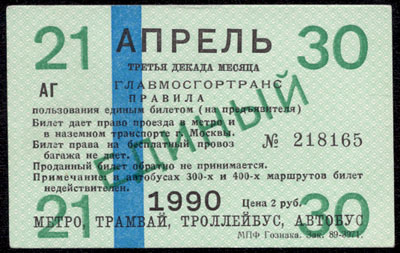 21 АПРЕЛЬ 30
ТРЕТЬЯ ДЕКАДА МЕСЯЦА
АГ ГЛАВМОСГОРТРАНС
ПРАВИЛА
пользования единым билетом (на предъявителя)
Билет дает право проезда в метро и
в наземном транспорте г. Москвы.
Билет права на бесплатный провоз
багажа не дает.
№ 218165
Проданный билет обратно не принимается.
Примечание: в автобусах 300-х и 400-х маршрутов билет
недействителен.
ЕДИНЫЙ
21 1990 Цена 2 руб. 30
МЕТРО, ТРАМВАЙ, ТРОЛЛЕЙБУС, АВТОБУС
МПФ Гознака. Зак. 89-3971.